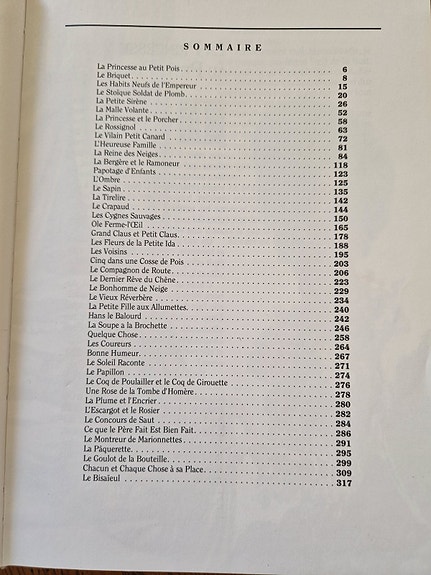 SOMMAIRE
La Princesse au Petit Pois 6
Le Briquet 8
Les Habits Neufs de l'Empereur 15
Le Stoïque Soldat de Plomb 20
La Petite Sirène 26
La Malle Volante 52
La Princesse et le Porcher 58
Le Rossignol 63
Le Vilain Petit Canard 72
L'Heureuse Famille 81
La Reine des Neiges 84
La Bergère et le Ramoneur 118
Papotage d'Enfants 123
L'Ombre 125
Le Sapin 135
La Tirelire 142
Le Crapaud 144
Les Cygnes Sauvages 150
Ole Ferme-l'Œil 165
Grand Claus et Petit Claus 178
Les Fleurs de la Petite Ida 188
Les Voisins 195
Cinq dans une Cosse de Pois 203
Le Compagnon de Route 206
Le Dernier Rêve du Chêne 223
Le Bonhomme de Neige 229
Le Vieux Réverbère 234
La Petite Fille aux Allumettes 240
Hans le Balourd 242
La Soupe a la Brochette 246
Quelque Chose 258
Les Coureurs 264
Bonne Humeur 267
Le Soleil Raconte 271
Le Papillon 274
Le Coq de Poulailler et le Coq de Girouette 276
Une Rose de la Tombe d'Homère 278
La Plume et l'Encrier 280
L'Escargot et le Rosier 282
Le Concours de Saut 284
Ce que le Père Fait Est Bien Fait 286
Le Montreur de Marionnettes 291
La Pâquerette 295
Le Goulot de la Bouteille 299
Chacun et Chaque Chose à sa Place 309
Le Bisaïeul 317